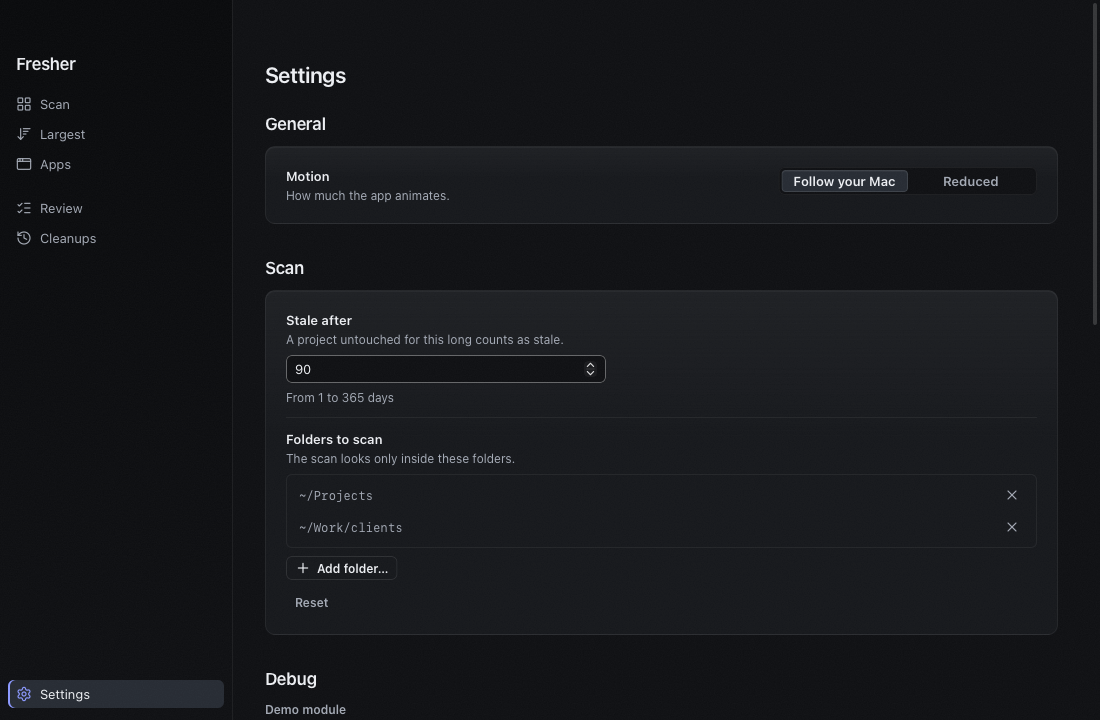 Fresher
Scan
Largest
Apps
Review
Cleanups
Settings
Settings
General
Motion
How much the app animates.
Follow your Mac
Reduced
Scan
Stale after
A project untouched for this long counts as stale.
90
From 1 to 365 days
Folders to scan
The scan looks only inside these folders.
~/Projects
~/Work/clients
Add folder...
Reset
Debug
Demo module